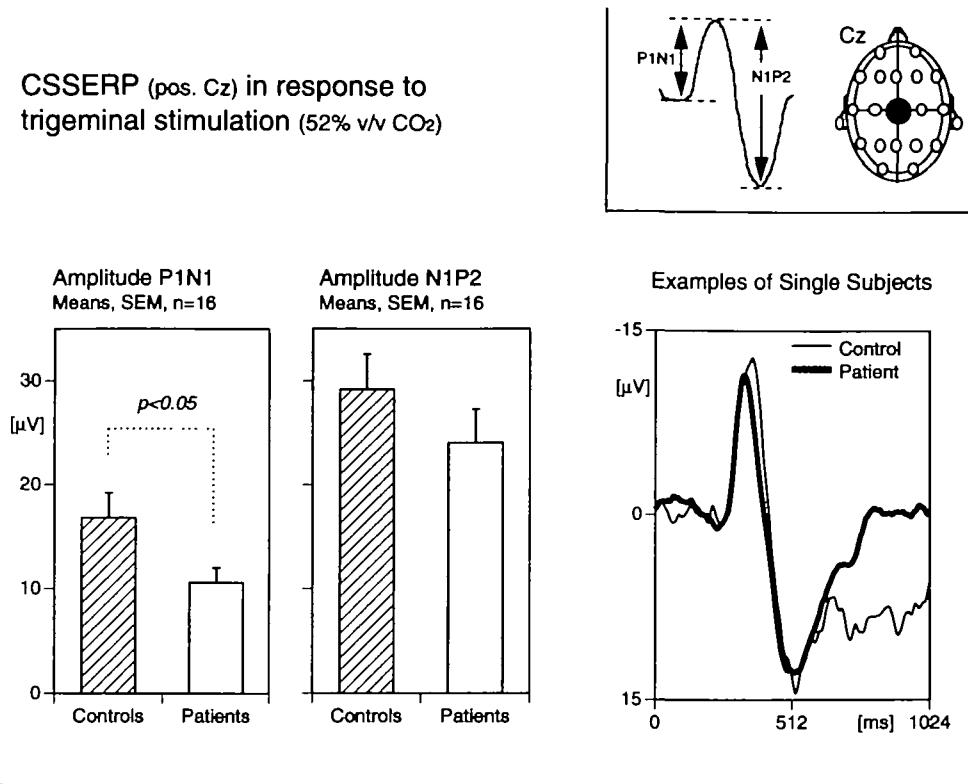 CSSERP (pos. Cz) in response to
trigeminal stimulation (52% v/v CO2)
P1N1
N1P2
Cz
Amplitude P1N1
Means, SEM, n=16
30
[µV]
20
10
0
p<0.05
Controls Patients
Amplitude N1P2
Means, SEM, n=16
Controls Patients
Examples of Single Subjects
-15
[µV]
0
15
Control
Patient
0 512 [ms] 1024